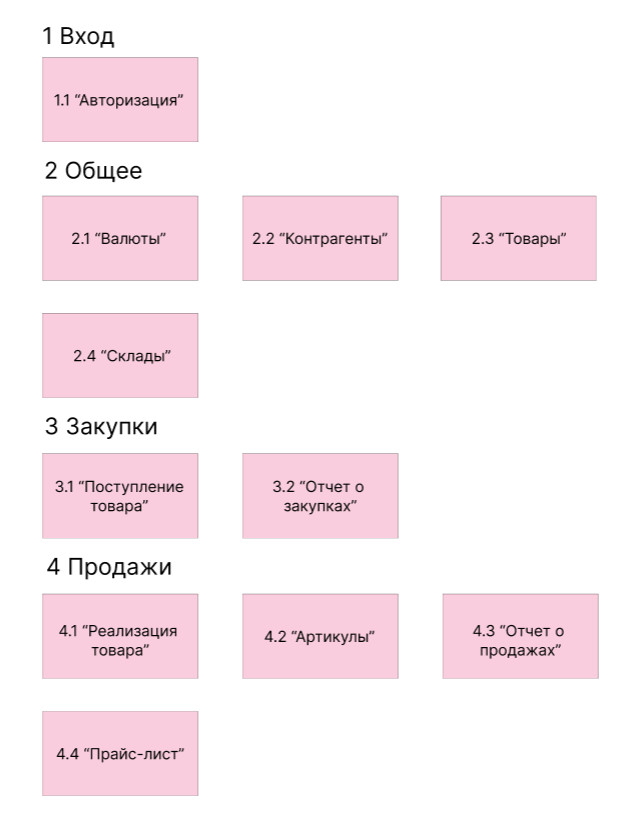 1 Вход
1.1 “Авторизация”
2 Общее
2.1 “Валюты”
2.2 “Контрагенты”
2.3 “Товары”
2.4 “Склады”
3 Закупки
3.1 “Поступление
товара”
3.2 “Отчет о
закупках”
4 Продажи
4.1 “Реализация
товара”
4.2 “Артикулы”
4.3 “Отчет о
продажах”
4.4 “Прайс-лист”